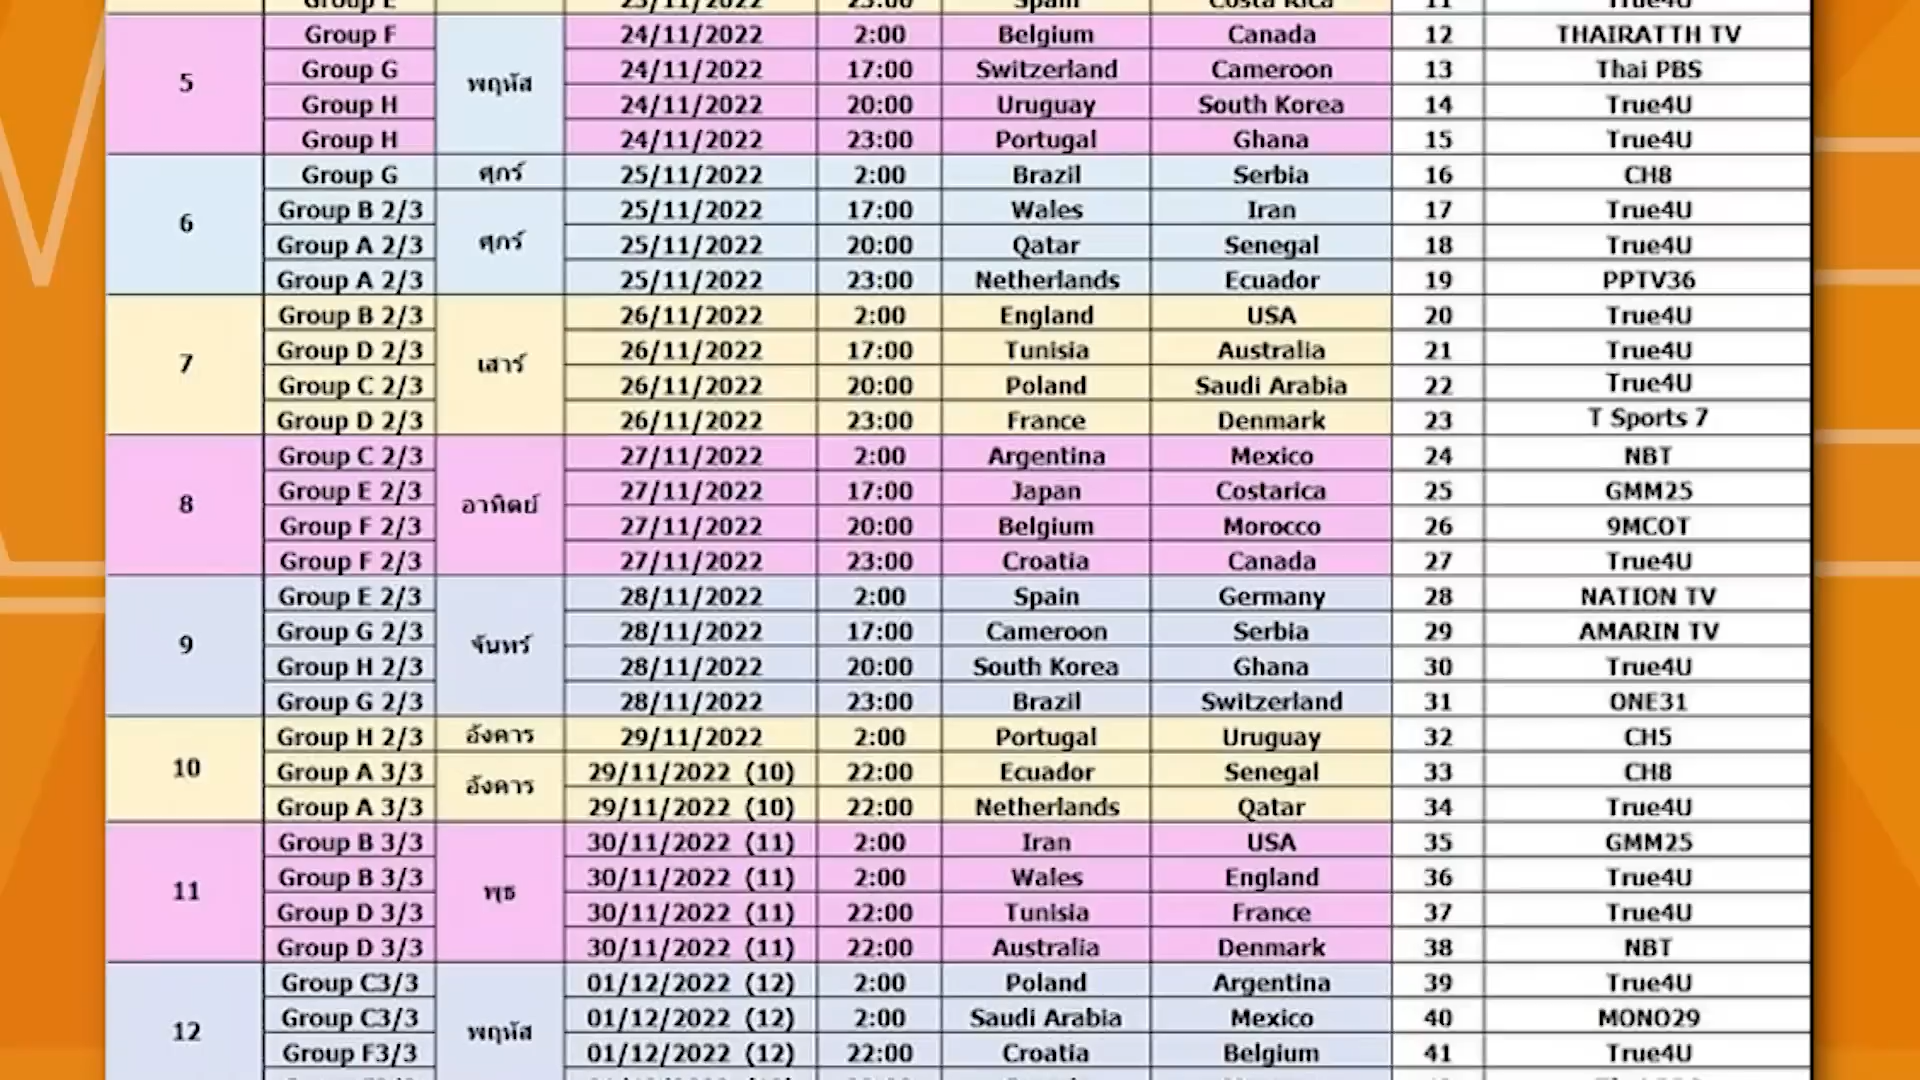 Group E 23/11/2022 23:00 Spain Costa Rica 11 True4U
Group F 24/11/2022 2:00 Belgium Canada 12 THAIRATTH TV
5 Group G พฤหัส 24/11/2022 17:00 Switzerland Cameroon 13 Thai PBS
Group H 24/11/2022 20:00 Uruguay South Korea 14 True4U
Group H 24/11/2022 23:00 Portugal Ghana 15 True4U
Group G ศุกร์ 25/11/2022 2:00 Brazil Serbia 16 CH8
6 Group B 2/3 25/11/2022 17:00 Wales Iran 17 True4U
Group A 2/3 ศุกร์ 25/11/2022 20:00 Qatar Senegal 18 True4U
Group A 2/3 25/11/2022 23:00 Netherlands Ecuador 19 PPTV36
Group B 2/3 26/11/2022 2:00 England USA 20 True4U
7 Group D 2/3 เสาร์ 26/11/2022 17:00 Tunisia Australia 21 True4U
Group C 2/3 26/11/2022 20:00 Poland Saudi Arabia 22 True4U
Group D 2/3 26/11/2022 23:00 France Denmark 23 T Sports 7
Group C 2/3 27/11/2022 2:00 Argentina Mexico 24 NBT
8 Group E 2/3 อาทิตย์ 27/11/2022 17:00 Japan Costarica 25 GMM25
Group F 2/3 27/11/2022 20:00 Belgium Morocco 26 9MCOT
Group F 2/3 27/11/2022 23:00 Croatia Canada 27 True4U
Group E 2/3 28/11/2022 2:00 Spain Germany 28 NATION TV
9 Group G 2/3 จันทร์ 28/11/2022 17:00 Cameroon Serbia 29 AMARIN TV
Group H 2/3 28/11/2022 20:00 South Korea Ghana 30 True4U
Group G 2/3 28/11/2022 23:00 Brazil Switzerland 31 ONE31
Group H 2/3 อังคาร 29/11/2022 2:00 Portugal Uruguay 32 CH5
10 Group A 3/3 อังคาร 29/11/2022 (10) 22:00 Ecuador Senegal 33 CH8
Group A 3/3 29/11/2022 (10) 22:00 Netherlands Qatar 34 True4U
Group B 3/3 30/11/2022 (11) 2:00 Iran USA 35 GMM25
11 Group B 3/3 พุธ 30/11/2022 (11) 2:00 Wales England 36 True4U
Group D 3/3 30/11/2022 (11) 22:00 Tunisia France 37 True4U
Group D 3/3 30/11/2022 (11) 22:00 Australia Denmark 38 NBT
Group C3/3 01/12/2022 (12) 2:00 Poland Argentina 39 True4U
12 Group C3/3 พฤหัส 01/12/2022 (12) 2:00 Saudi Arabia Mexico 40 MONO29
Group F3/3 01/12/2022 (12) 22:00 Croatia Belgium 41 True4U